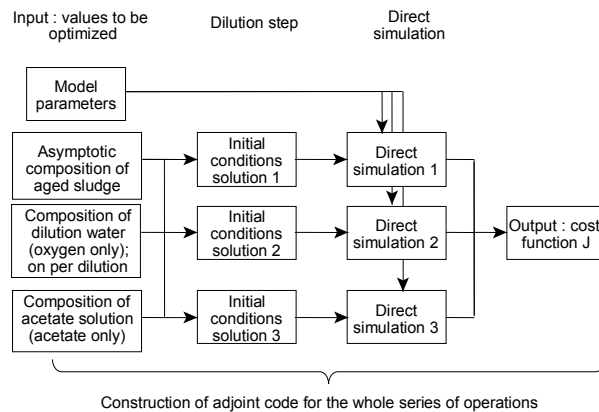 Input : values to be
optimized
Dilution step
Direct
simulation
Model
parameters
Asymptotic
composition of
aged sludge
Initial
conditions
solution 1
Direct
simulation 1
Composition of
dilution water
(oxygen only);
on per dilution
Initial
conditions
solution 2
Direct
simulation 2
Output : cost
function J
Composition of
acetate solution
(acetate only)
Initial
conditions
solution 3
Direct
simulation 3
Construction of adjoint code for the whole series of operations